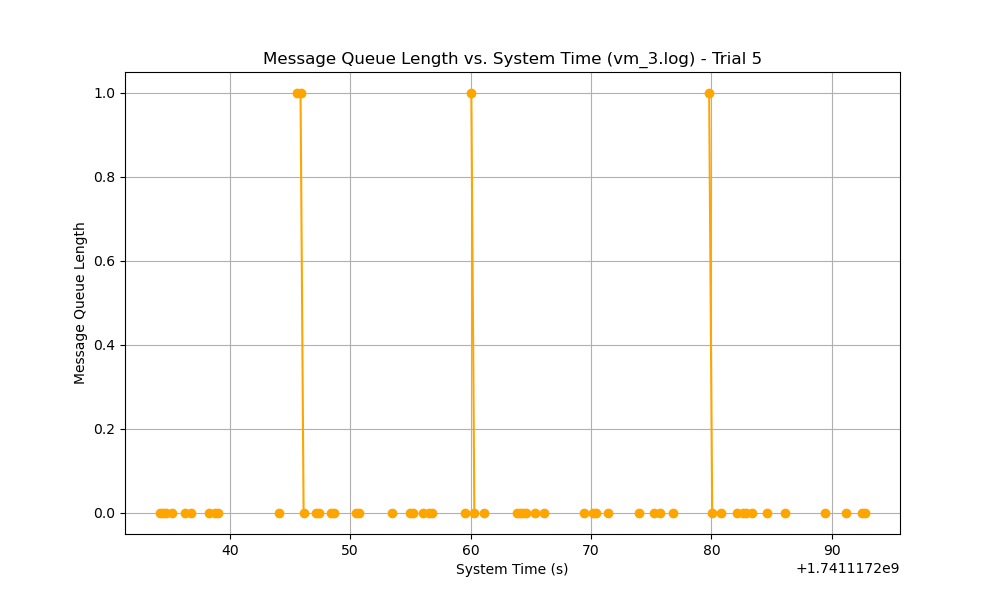 Message Queue Length vs. System Time (vm_3.log) - Trial 5
Message Queue Length
1.0
0.8
0.6
0.4
0.2
0.0
40 50 60 70 80 90
System Time (s)
+1.7411172e9